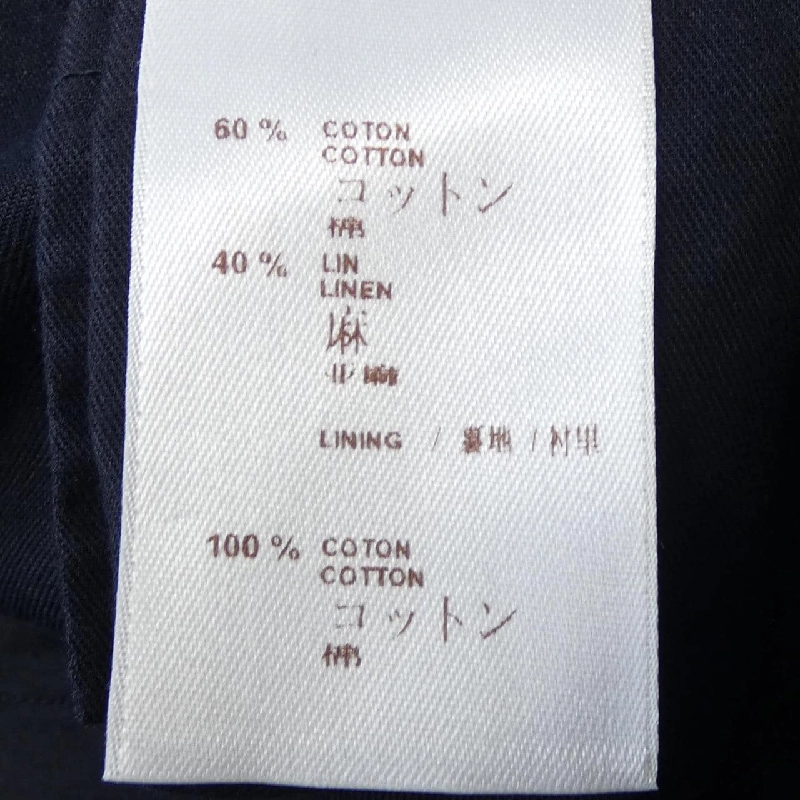 60 % COTON
COTTON
コットン
棉
40 % LIN
LINEN
麻
亚麻
LINING / 裏地 / 衬里
100 % COTON
COTTON
コットン
棉